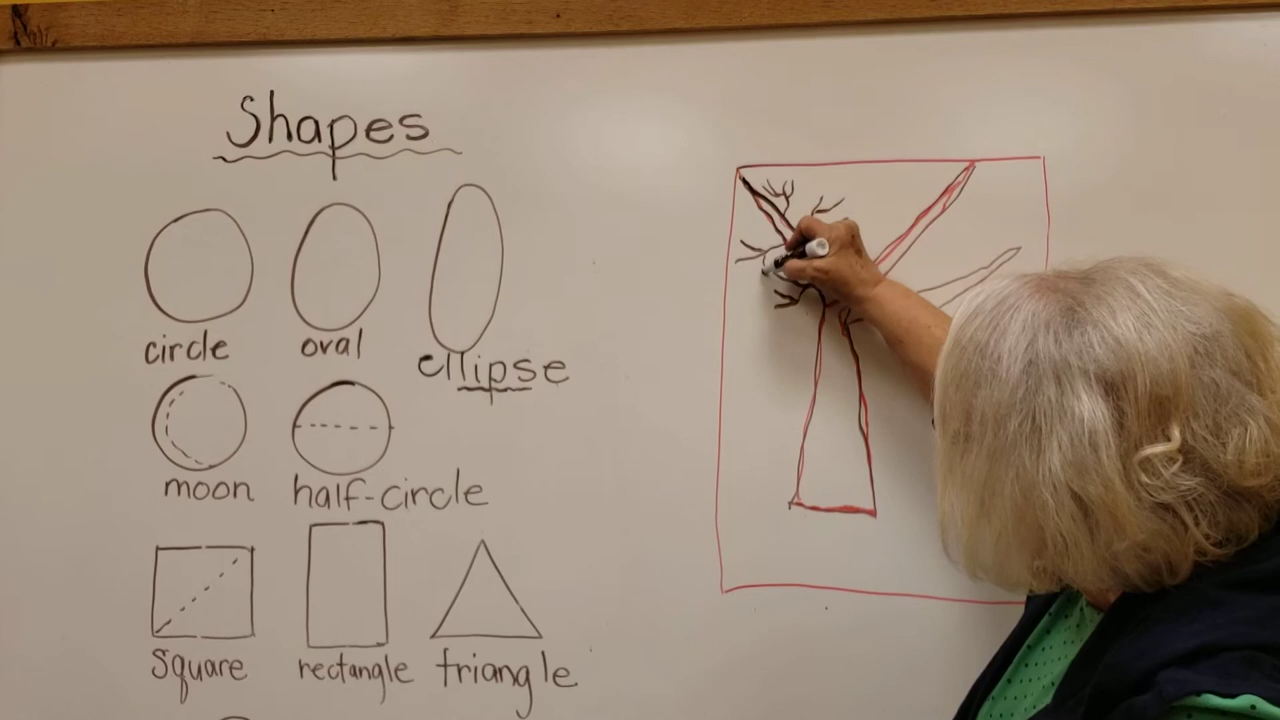 Shapes
circle oval ellipse
moon half-circle
square rectangle triangle